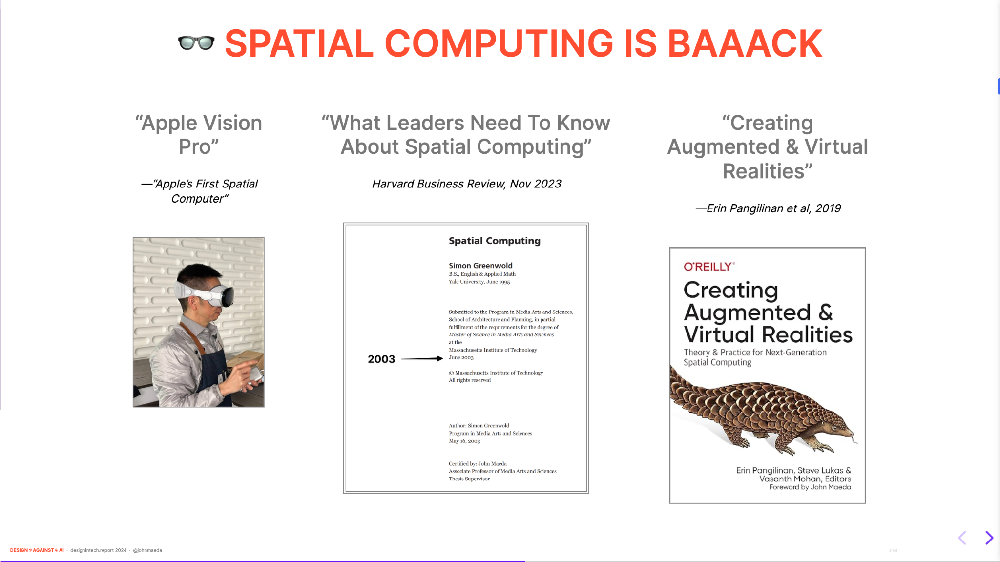 SPATIAL COMPUTING IS BAAACK
“Apple Vision
Pro”
—“Apple’s First Spatial
Computer”
“What Leaders Need To Know
About Spatial Computing”
Harvard Business Review, Nov 2023
Spatial Computing
Simon Greenwold
B.S., English & Applied Math
Yale University, June 1995
Submitted to the Program in Media Arts and Sciences,
School of Architecture and Planning, in partial
fulfillment of the requirements for the degree of
Master of Science in Media Arts and Sciences
at the
Massachusetts Institute of Technology
2003
June 2003
© Massachusetts Institute of Technology
All rights reserved
Author: Simon Greenwold
Program in Media Arts and Sciences
May 16, 2003
Certified by: John Maeda
Associate Professor of Media Arts and Sciences
Thesis Supervisor
“Creating
Augmented & Virtual
Realities”
—Erin Pangilinan et al, 2019
O'REILLY®
Creating
Augmented &
Virtual Realities
Theory & Practice for Next-Generation
Spatial Computing
Erin Pangilinan, Steve Lukas &
Vasanth Mohan, Editors
Foreword by John Maeda
DESIGN AGAINST AI · designintech.report 2024 · @johnmaeda
# 51